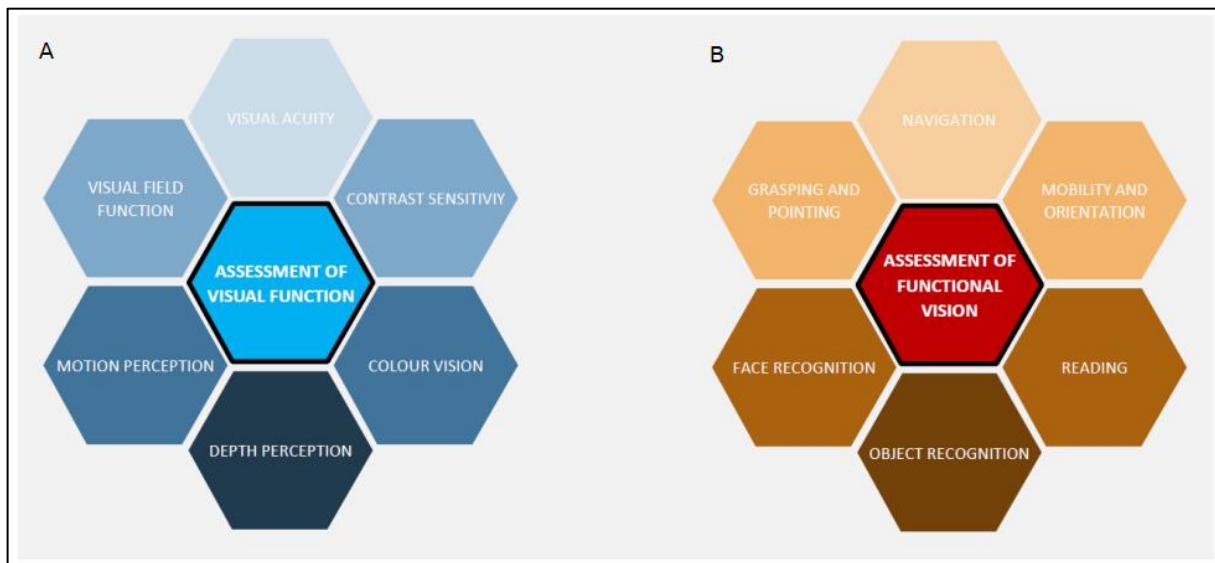 A
VISUAL ACUITY
VISUAL FIELD
FUNCTION
CONTRAST SENSITIVIY
ASSESSMENT OF
VISUAL FUNCTION
MOTION PERCEPTION
COLOUR VISION
DEPTH PERCEPTION
B
NAVIGATION
GRASPING AND
POINTING
MOBILITY AND
ORIENTATION
ASSESSMENT OF
FUNCTIONAL
VISION
FACE RECOGNITION
READING
OBJECT RECOGNITION